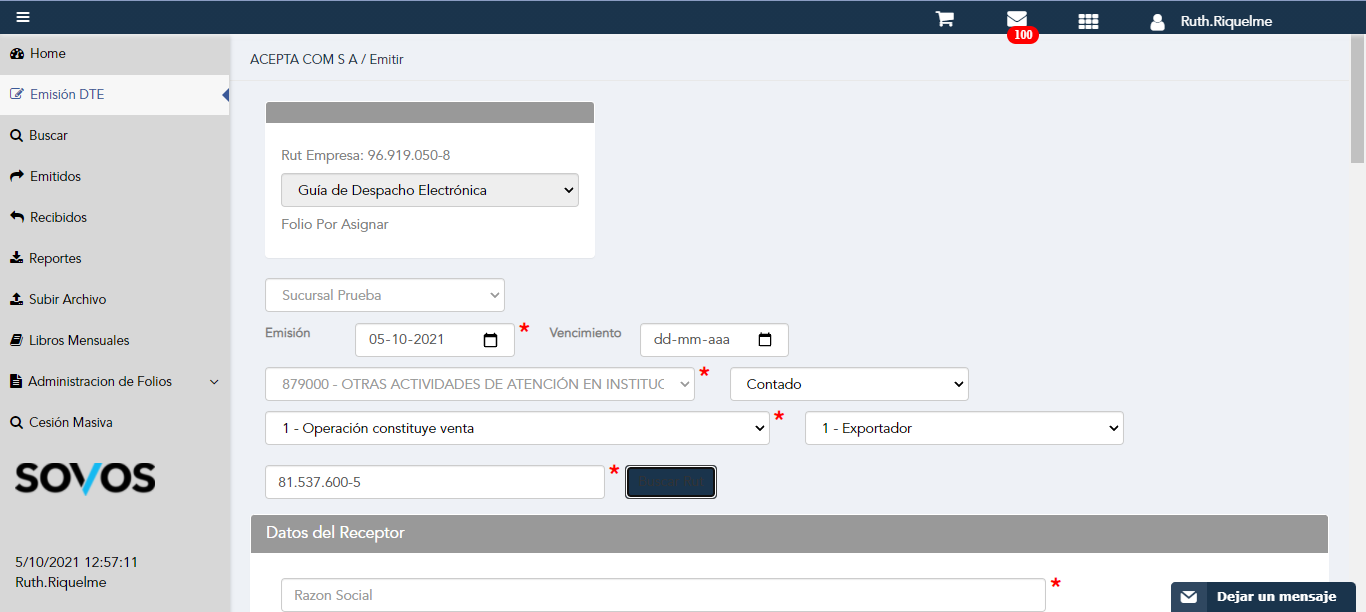 100
Ruth.Riquelme
Home
Emisión DTE
Buscar
Emitidos
Recibidos
Reportes
Subir Archivo
Libros Mensuales
Administracion de Folios
Cesión Masiva
SOVOS
5/10/2021 12:57:11
Ruth.Riquelme
ACEPTA COM S A / Emitir
Rut Empresa: 96.919.050-8
Guía de Despacho Electrónica
Folio Por Asignar
Sucursal Prueba
Emisión 05-10-2021 * Vencimiento dd-mm-aaa
879000 - OTRAS ACTIVIDADES DE ATENCIÓN EN INSTITUC * Contado
1 - Operación constituye venta * 1 - Exportador
81.537.600-5 *
Datos del Receptor
Razon Social *
Dejar un mensaje